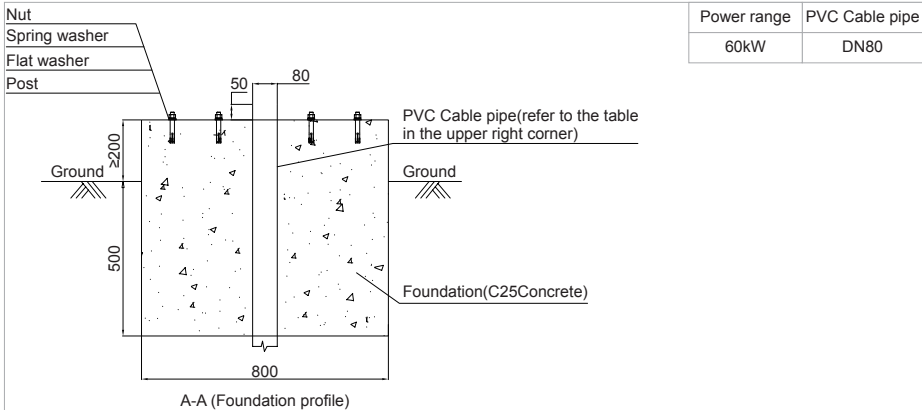 Nut
Spring washer
Flat washer
Post
Power range PVC Cable pipe
60kW DN80
50
80
PVC Cable pipe(refer to the table
in the upper right corner)
≥200
Ground
Ground
500
Foundation(C25Concrete)
800
A-A (Foundation profile)